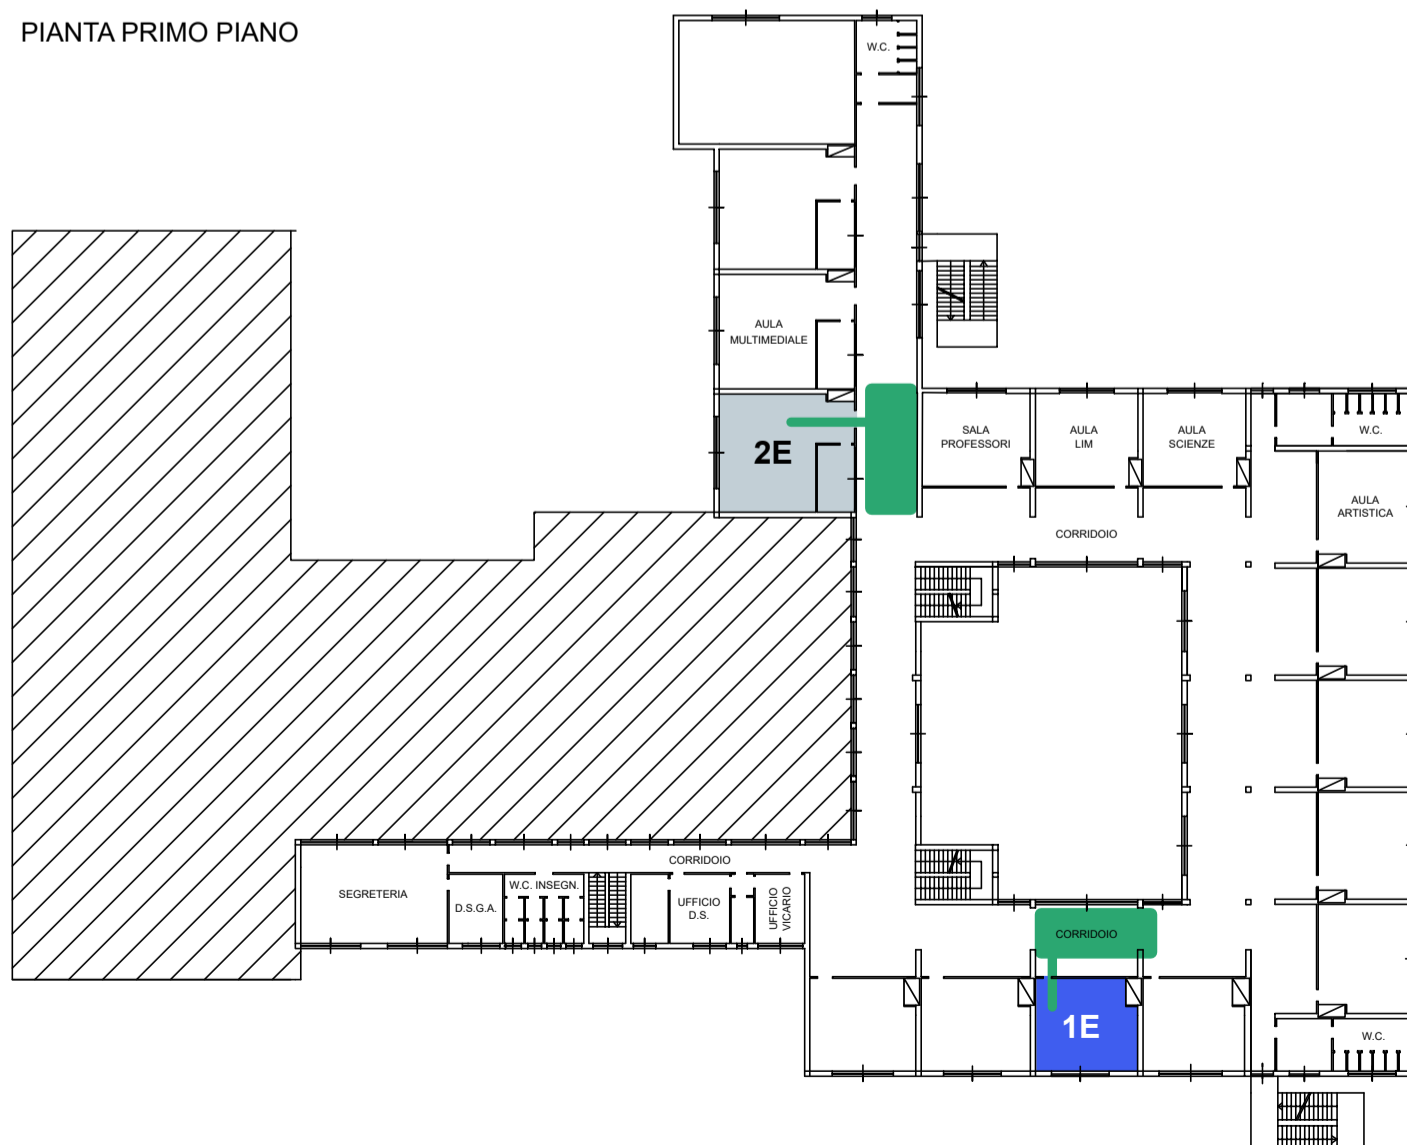 PIANTA PRIMO PIANO
W.C.
AULA
MULTIMEDIALE
2E
SALA
PROFESSORI
AULA
LIM
AULA
SCIENZE
W.C.
AULA
ARTISTICA
CORRIDOIO
CORRIDOIO
SEGRETERIA
D.S.G.A.
W.C. INSEGN.
UFFICIO
D.S.
UFFICIO
VICARIO
CORRIDOIO
1E
W.C.